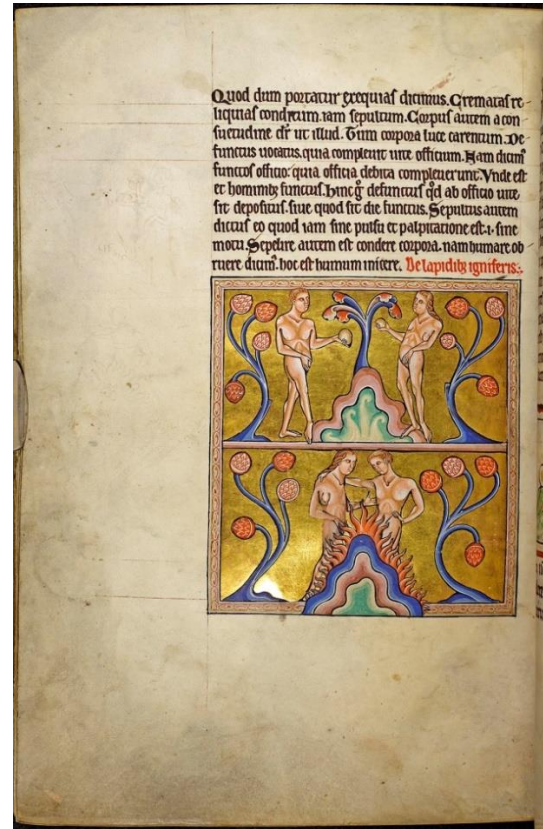 Quod dum portatur exequias dicimus. Crematas re
liquias conditum. iam sepultum. Corpus autem a con
suetudine dr ut illud. Tum corpora luce carentum. De
functus uocatus. quia compleuit uite officium. Nam dicim᷒
functos officio. quia officia debita compleuerunt. Vnde est
et honorib; functus. hinc q; defunctus qd ab officio uite
sit depositus. siue quod sit die functus. Sepultus autem
dictus eo quod iam sine pulsu et palpitatione est .i. sine
motu. Sepelire autem est condere corpora. nam humare ob
ruere dicim᷒. hoc est humum inicere. De lapidib; igniferis.